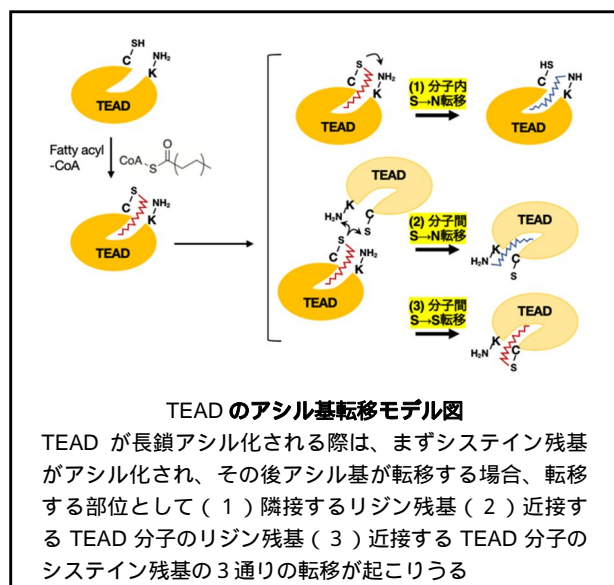 SH
C
NH₂
K
TEAD
Fatty acyl
-CoA
CoA
S
O
S
C
NH₂
K
TEAD
S
C
NH₂
K
TEAD
(1) 分子内
S→N転移
HS
C
NH
K
TEAD
TEAD
K
H₂N
C
S
S
C
NH₂
K
TEAD
(2) 分子間
S→N転移
TEAD
K
H₂N
C
S
(3) 分子間
S→S転移
TEAD
K
H₂N
C
S
TEAD のアシル基転移モデル図
TEAD が長鎖アシル化される際は、まずシステイン残基
がアシル化され、その後アシル基が転移する場合、転移
する部位として(1)隣接するリジン残基(2)近接す
る TEAD 分子のリジン残基(3)近接する TEAD 分子の
システイン残基の3通りの転移が起こりうる